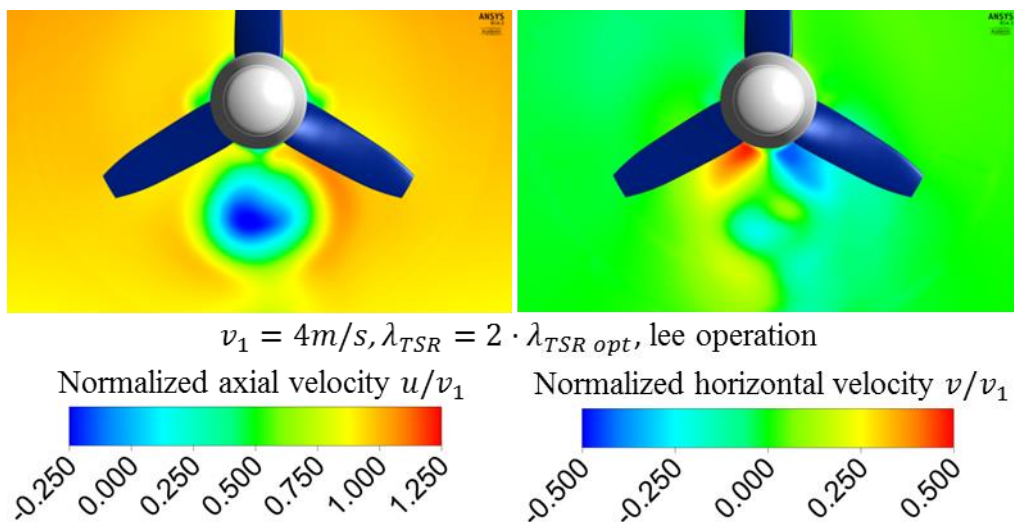 ANSYS
ANSYS
v₁ = 4m/s, λ_TSR = 2 · λ_TSR opt, lee operation
Normalized axial velocity u/v₁
Normalized horizontal velocity v/v₁
-0.250 0.000 0.250 0.500 0.750 1.000 1.250
-0.500 -0.250 0.000 0.250 0.500